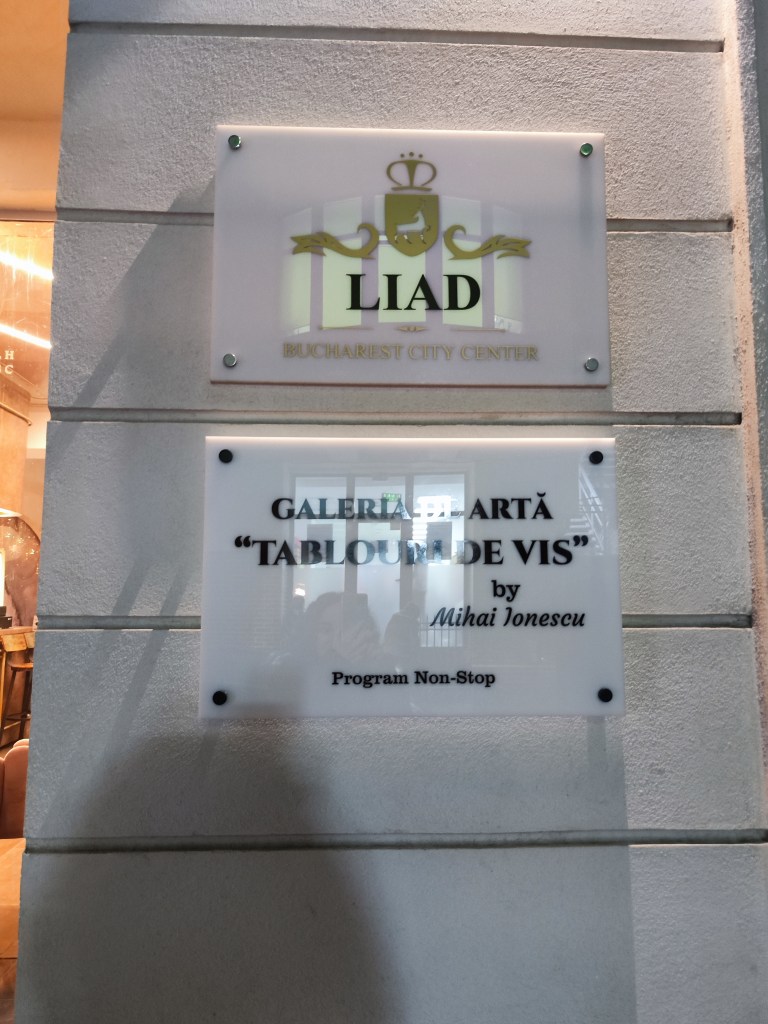 LIAD
BUCHAREST CITY CENTER
GALERIA DE ARTĂ
“TABLOURI DE VIS”
by
Mihai Ionescu
Program Non-Stop